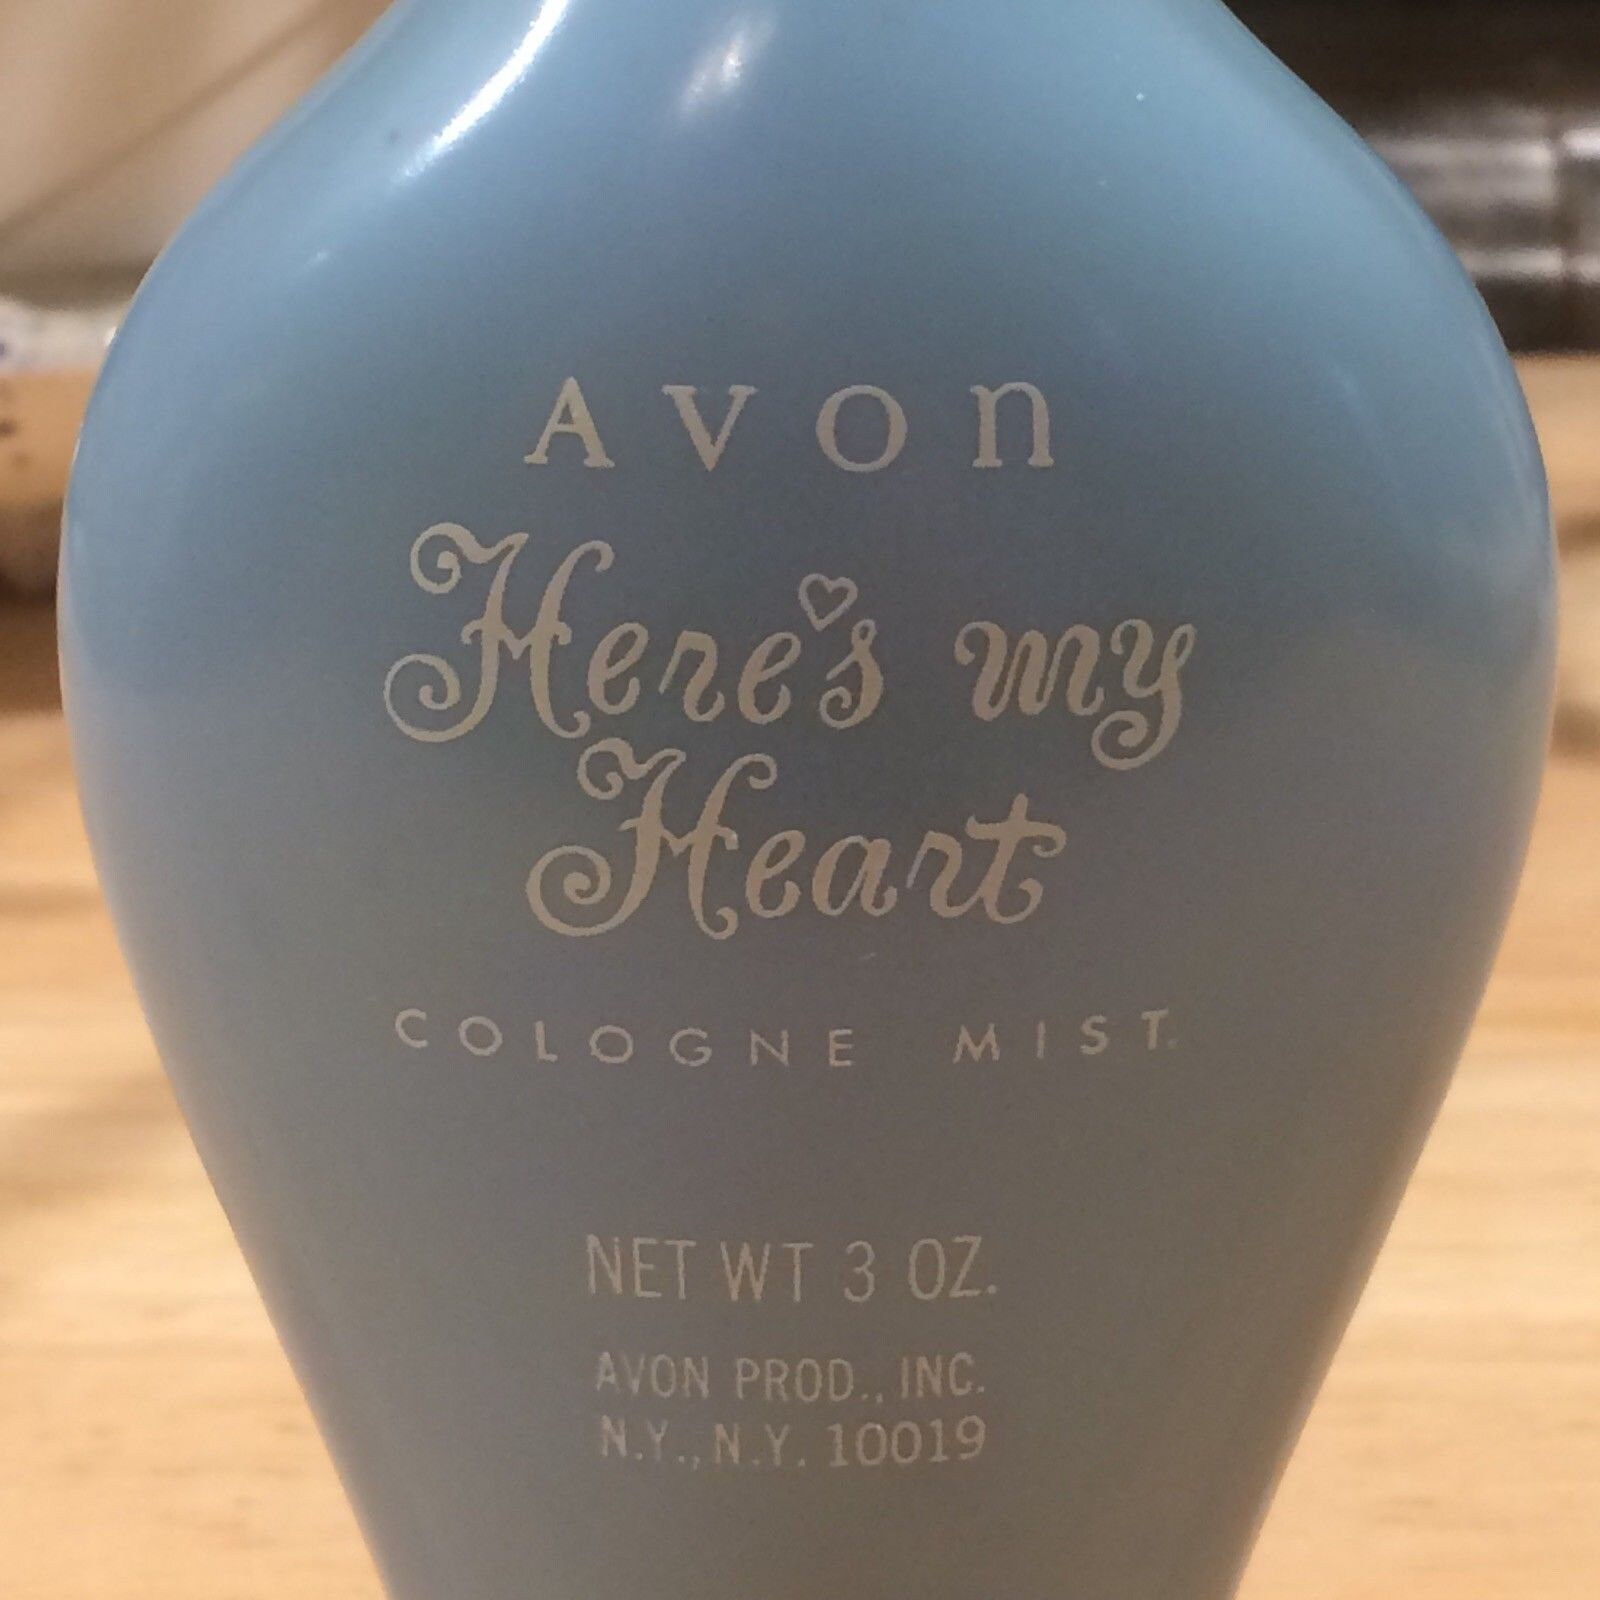 AVON
Here's my
Heart
COLOGNE MIST.
NET WT 3 OZ.
AVON PROD., INC.
N.Y., N.Y. 10019